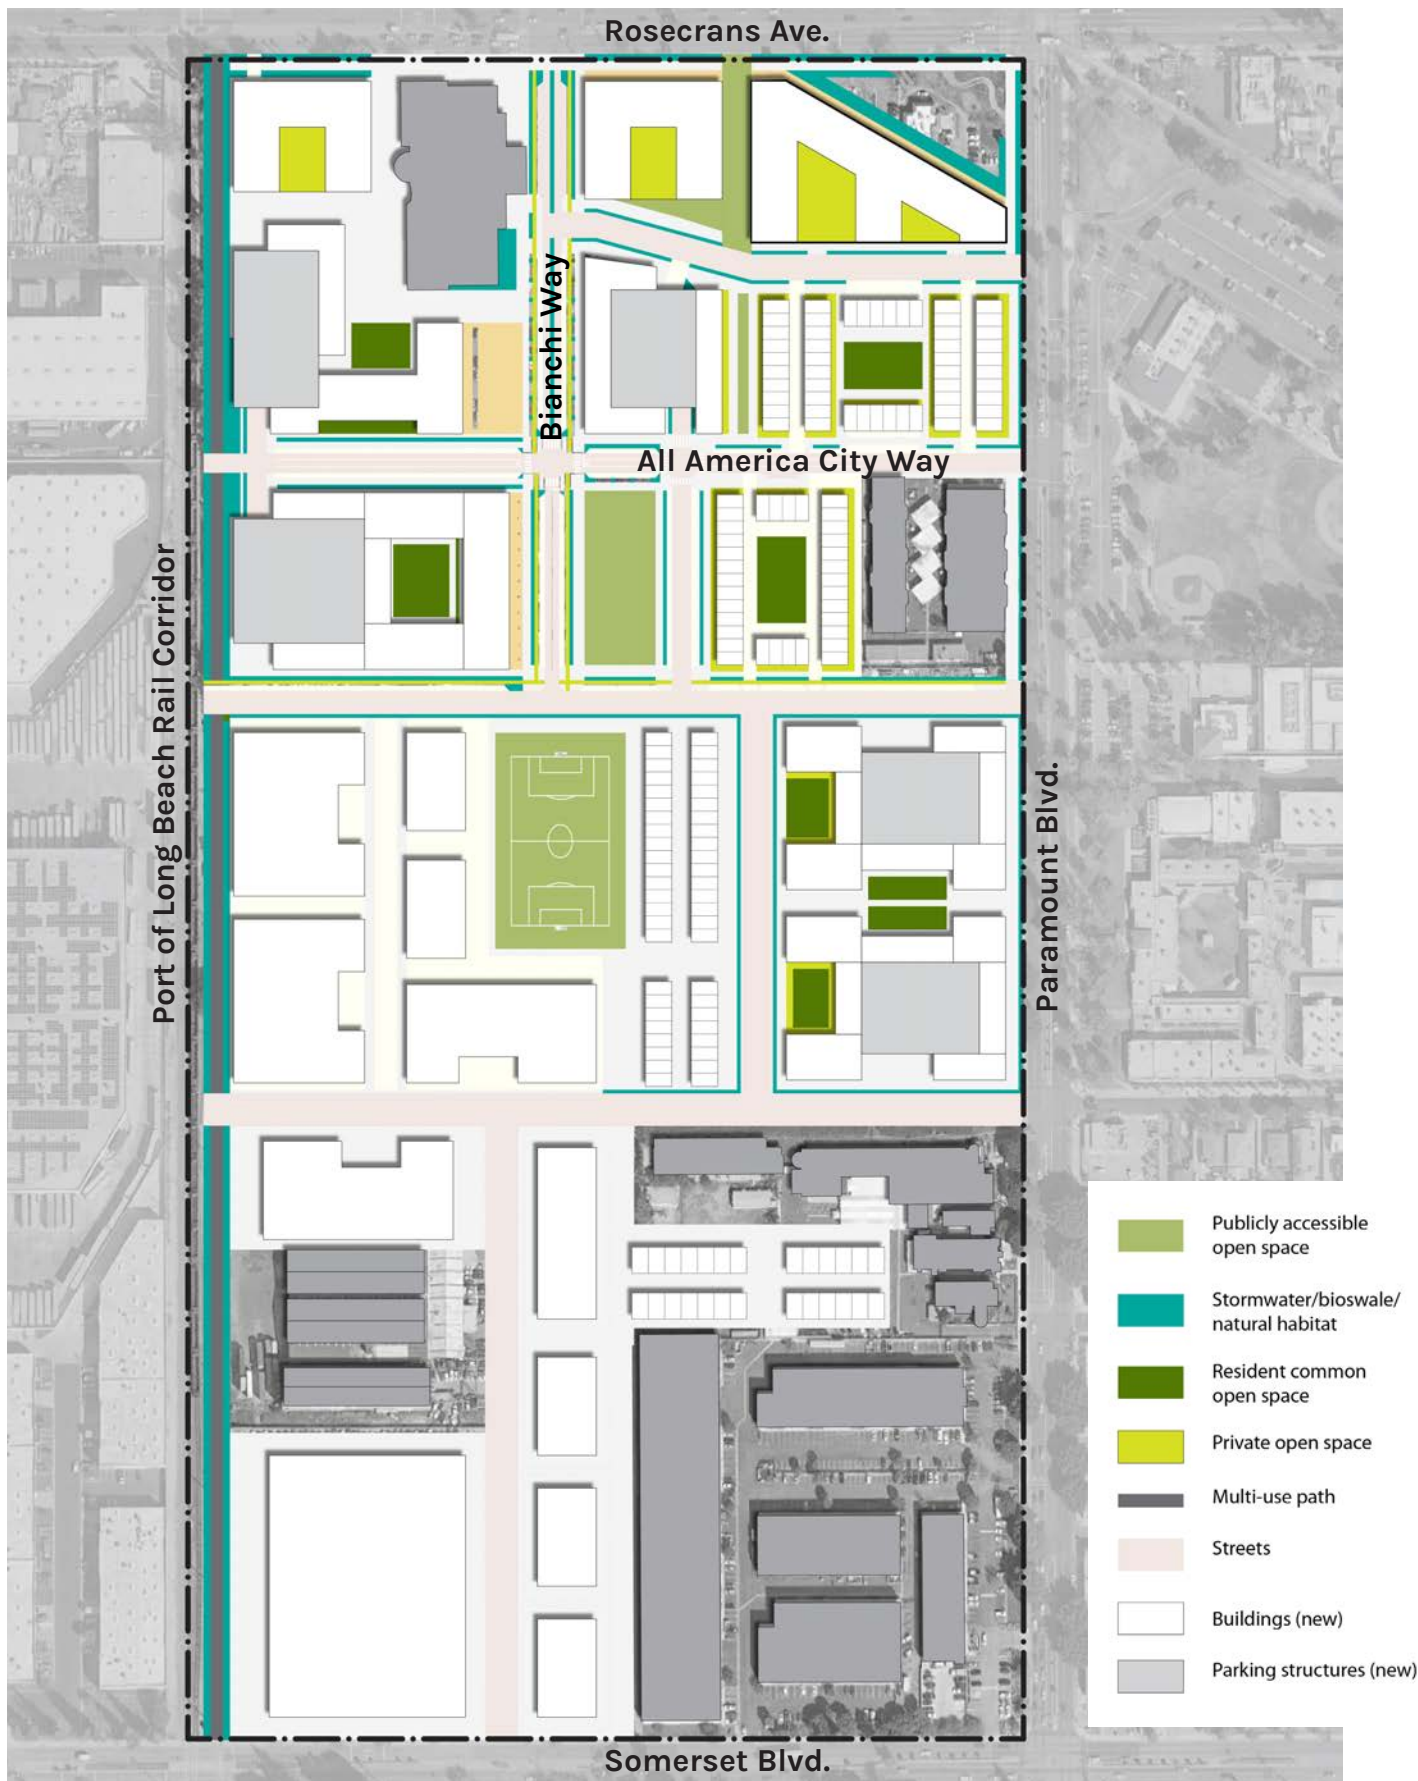 Rosecrans Ave.
Bianchi Way
All America City Way
Port of Long Beach Rail Corridor
Paramount Blvd.
Publicly accessible
open space
Stormwater/bioswale/
natural habitat
Resident common
open space
Private open space
Multi-use path
Streets
Buildings (new)
Parking structures (new)
Somerset Blvd.